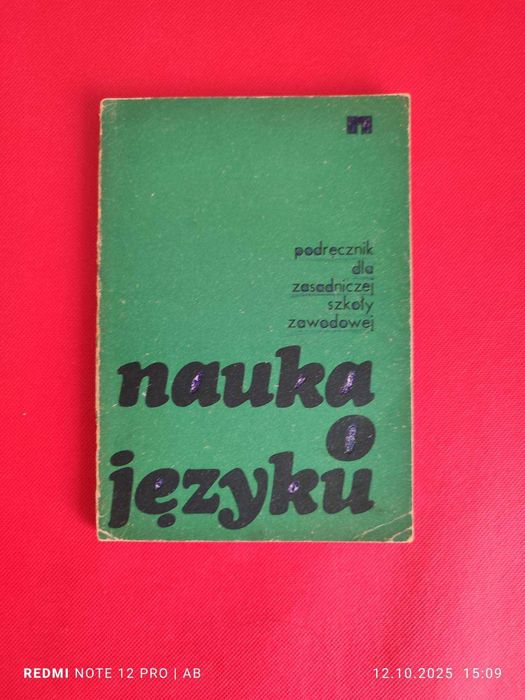 podręcznik
dla
zasadniczej
szkoły
zawodowej
nauka
o
języku
REDMI NOTE 12 PRO | AB
12.10.2025 15:09